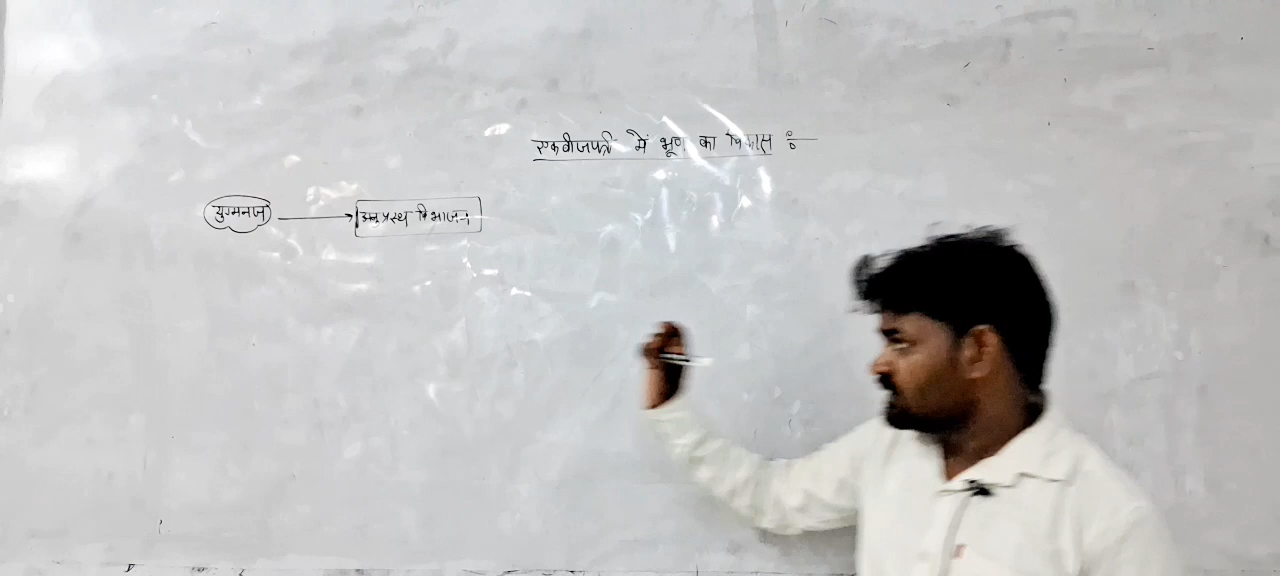 एकबीजपत्री में भ्रूण का विकास :-
युग्मनज → अनुप्रस्थ विभाजन